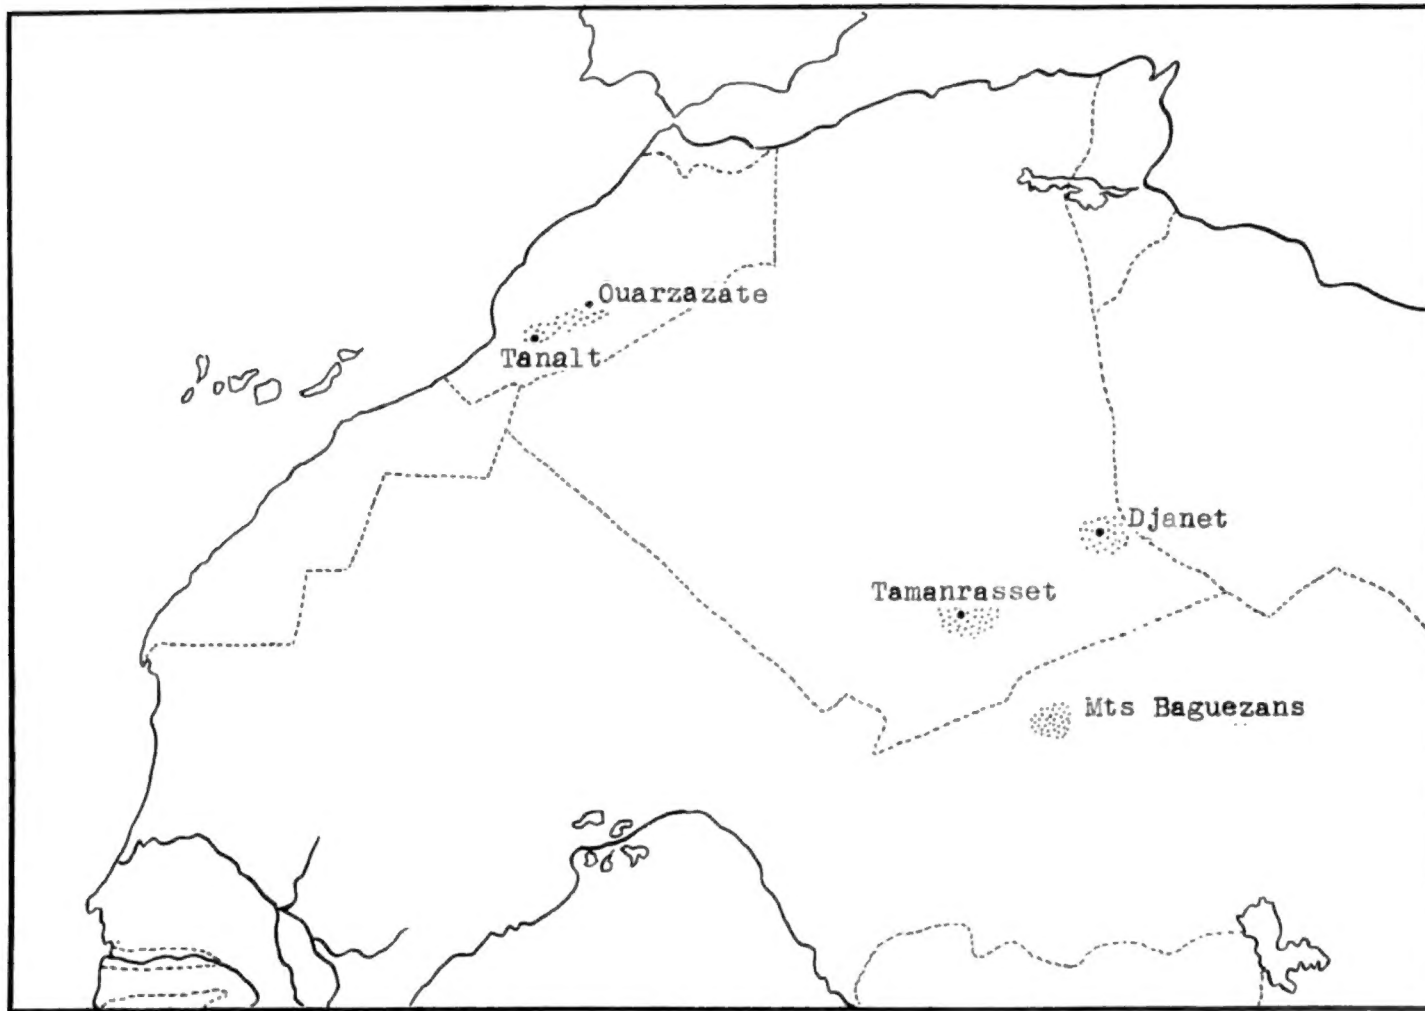 Ouarzazate
Tanalt
Djanet
Tamanrasset
Mts Baguezans